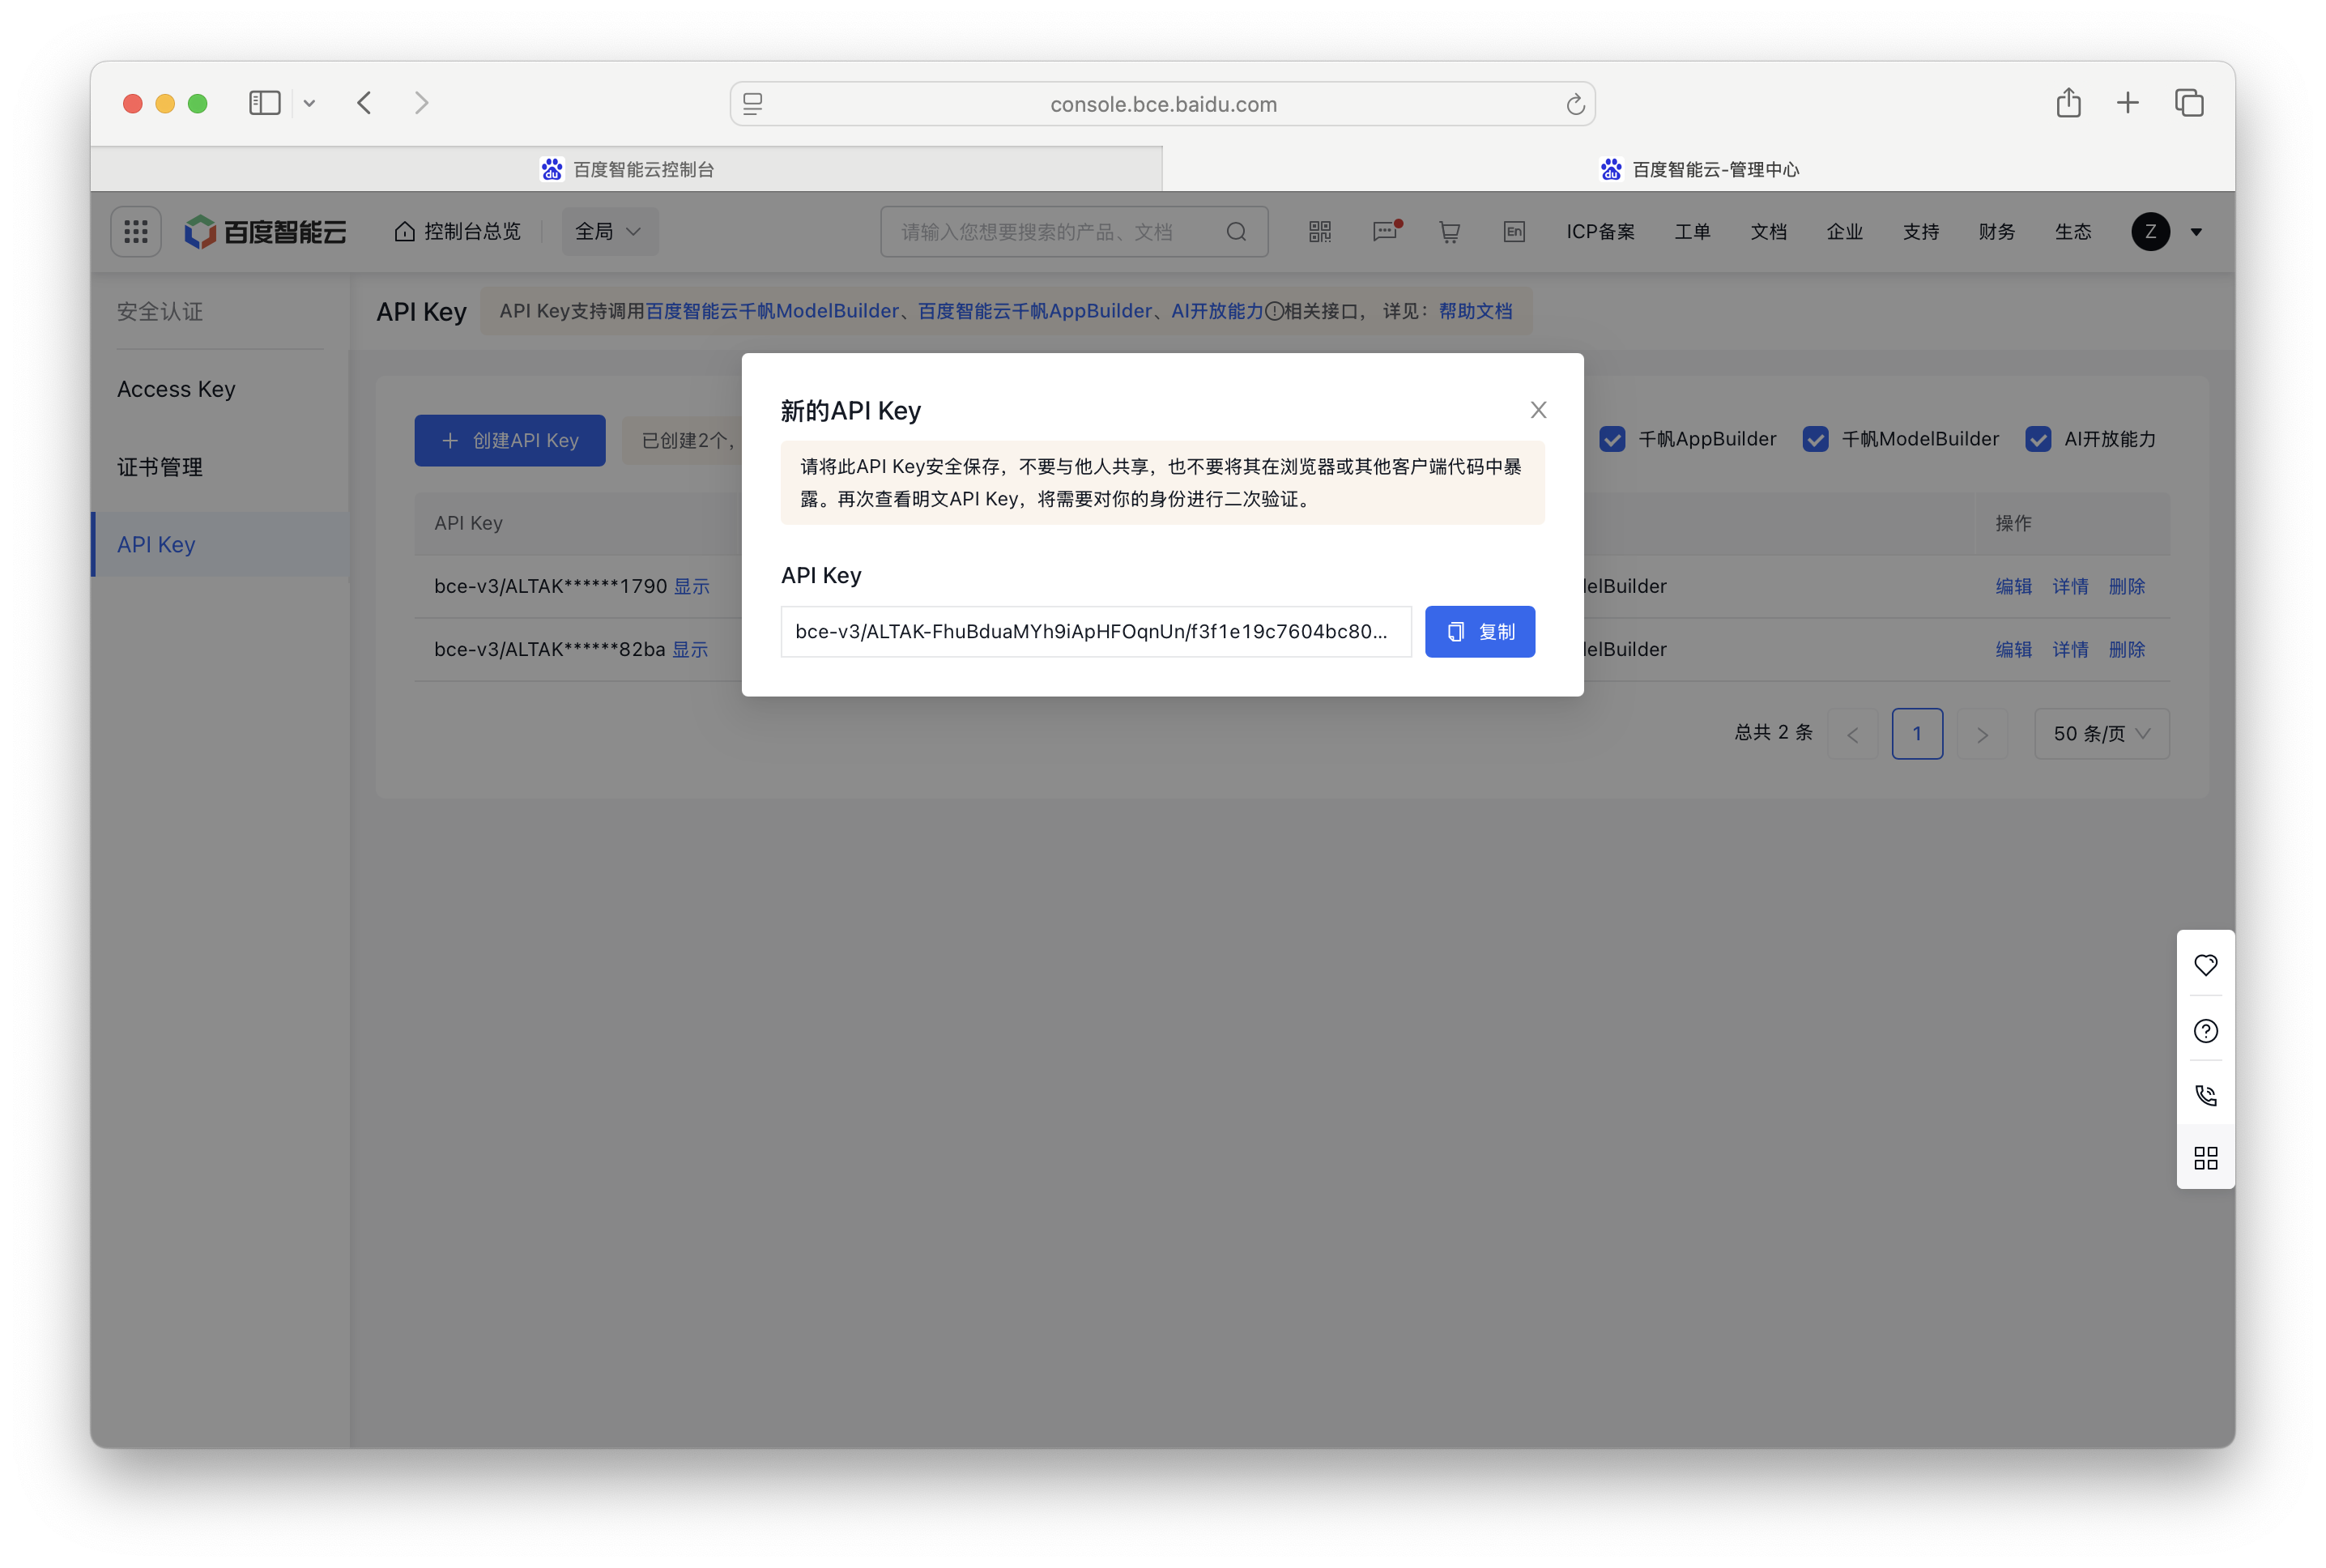 console.bce.baidu.com
百度智能云控制台
百度智能云-管理中心
百度智能云
控制台总览
全局
请输入您想要搜索的产品、文档
En
ICP备案
工单
文档
企业
支持
财务
生态
Z
安全认证
Access Key
证书管理
API Key
API Key
API Key支持调用百度智能云千帆ModelBuilder、百度智能云千帆AppBuilder、AI开放能力相关接口， 详见：帮助文档
创建API Key
已创建2个，
千帆AppBuilder
千帆ModelBuilder
AI开放能力
API Key
操作
bce-v3/ALTAK******1790 显示
elBuilder
编辑 详情 删除
bce-v3/ALTAK******82ba 显示
elBuilder
编辑 详情 删除
总共 2 条
1
50 条/页
新的API Key
请将此API Key安全保存，不要与他人共享，也不要将其在浏览器或其他客户端代码中暴
露。再次查看明文API Key，将需要对你的身份进行二次验证。
API Key
bce-v3/ALTAK-FhuBduaMYh9iApHFOqnUn/f3f1e19c7604bc80...
复制